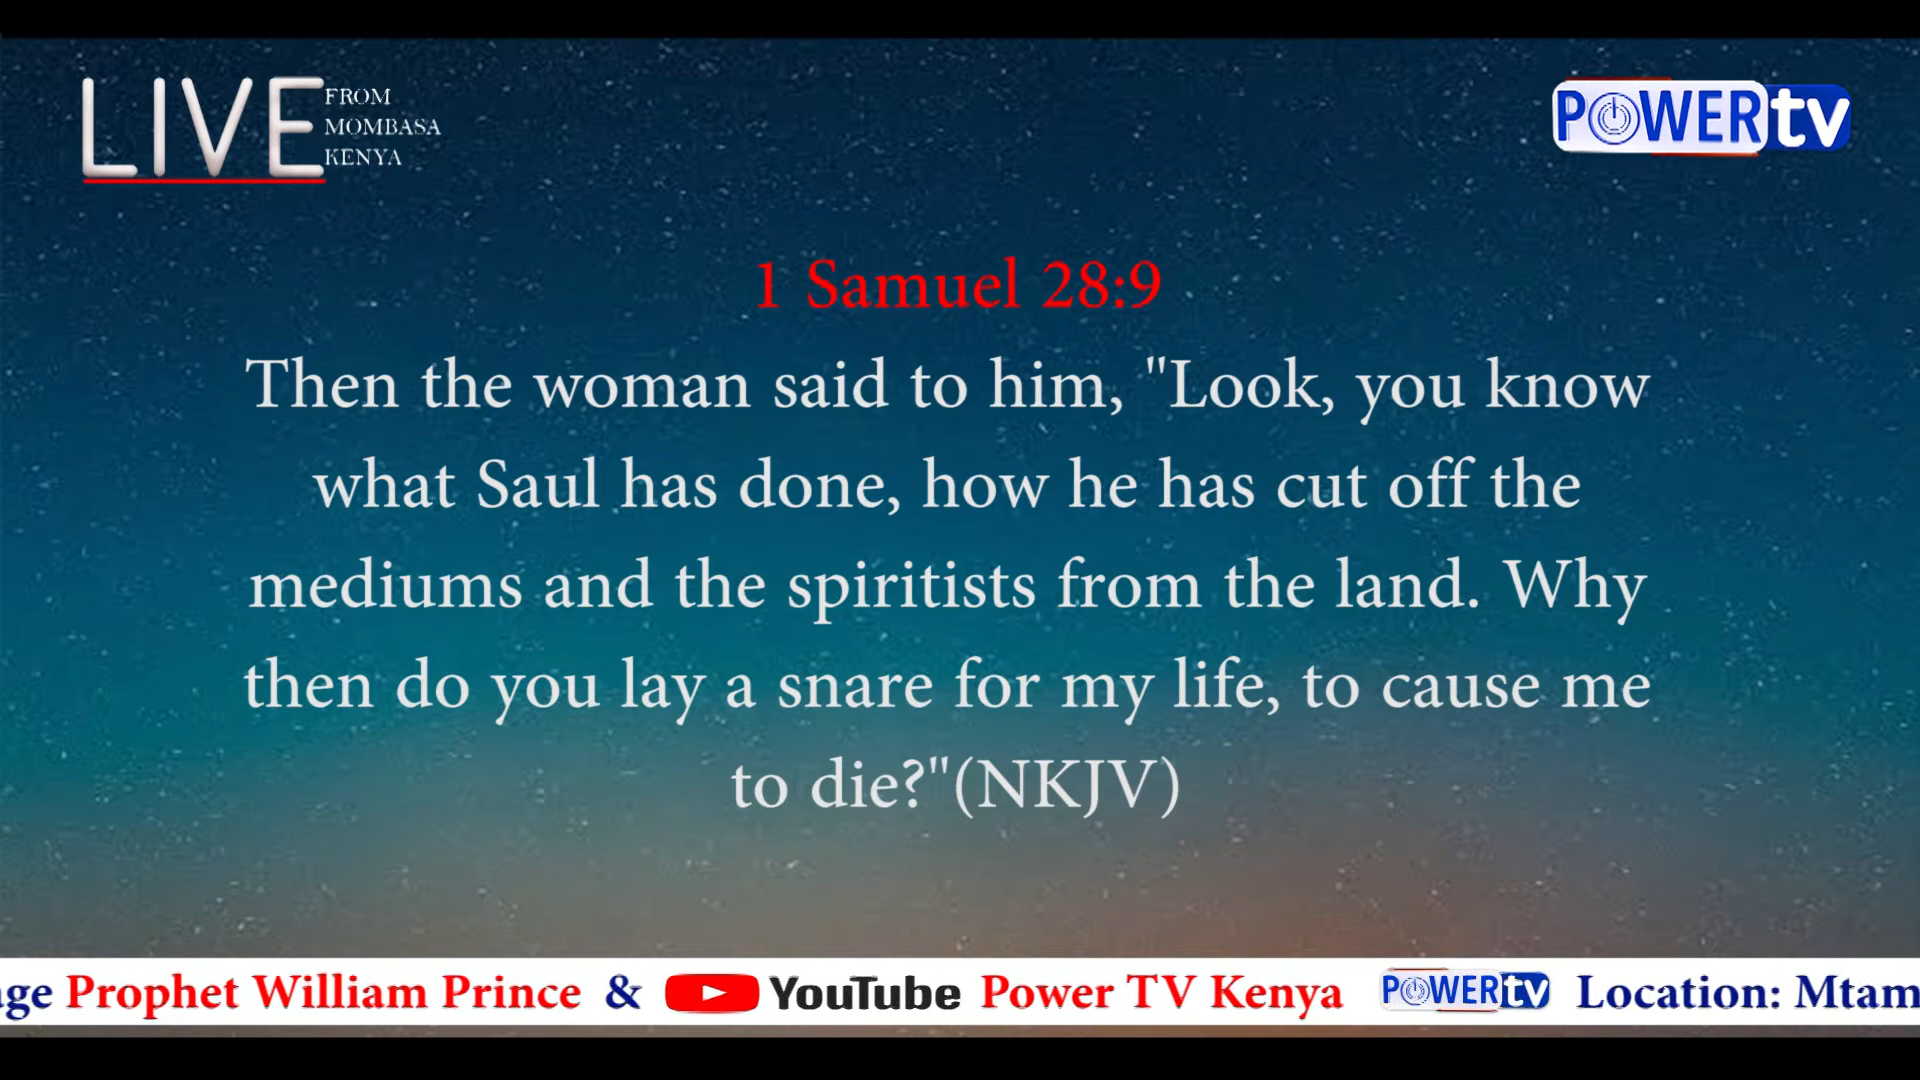 LIVE
FROM
MOMBASA
KENYA
POWERtv
1 Samuel 28:9
Then the woman said to him, "Look, you know
what Saul has done, how he has cut off the
mediums and the spiritists from the land. Why
then do you lay a snare for my life, to cause me
to die?"(NKJV)
age Prophet William Prince & YouTube Power TV Kenya POWERtv Location: Mtam